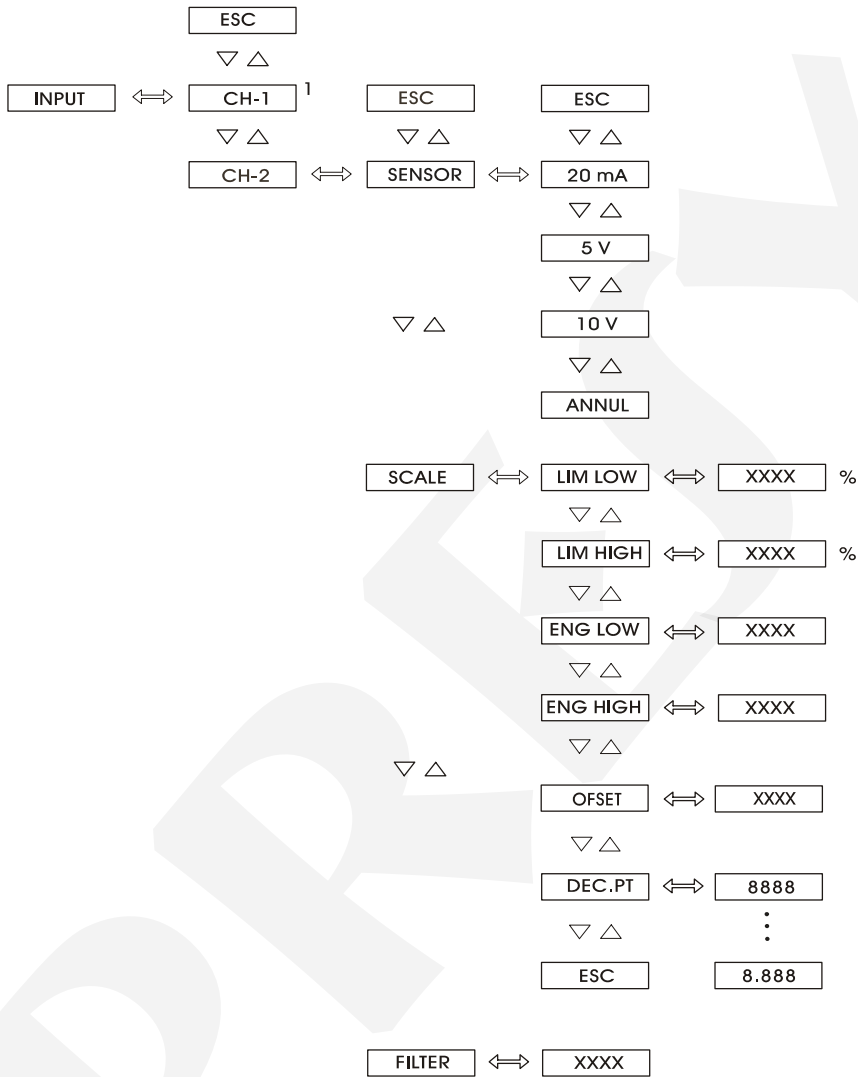 ESC
INPUT CH-1 1 ESC ESC
CH-2 SENSOR 20 mA
5 V
10 V
ANNUL
SCALE LIM LOW XXXX %
LIM HIGH XXXX %
ENG LOW XXXX
ENG HIGH XXXX
OFSET XXXX
DEC.PT 8888
ESC 8.888
FILTER XXXX